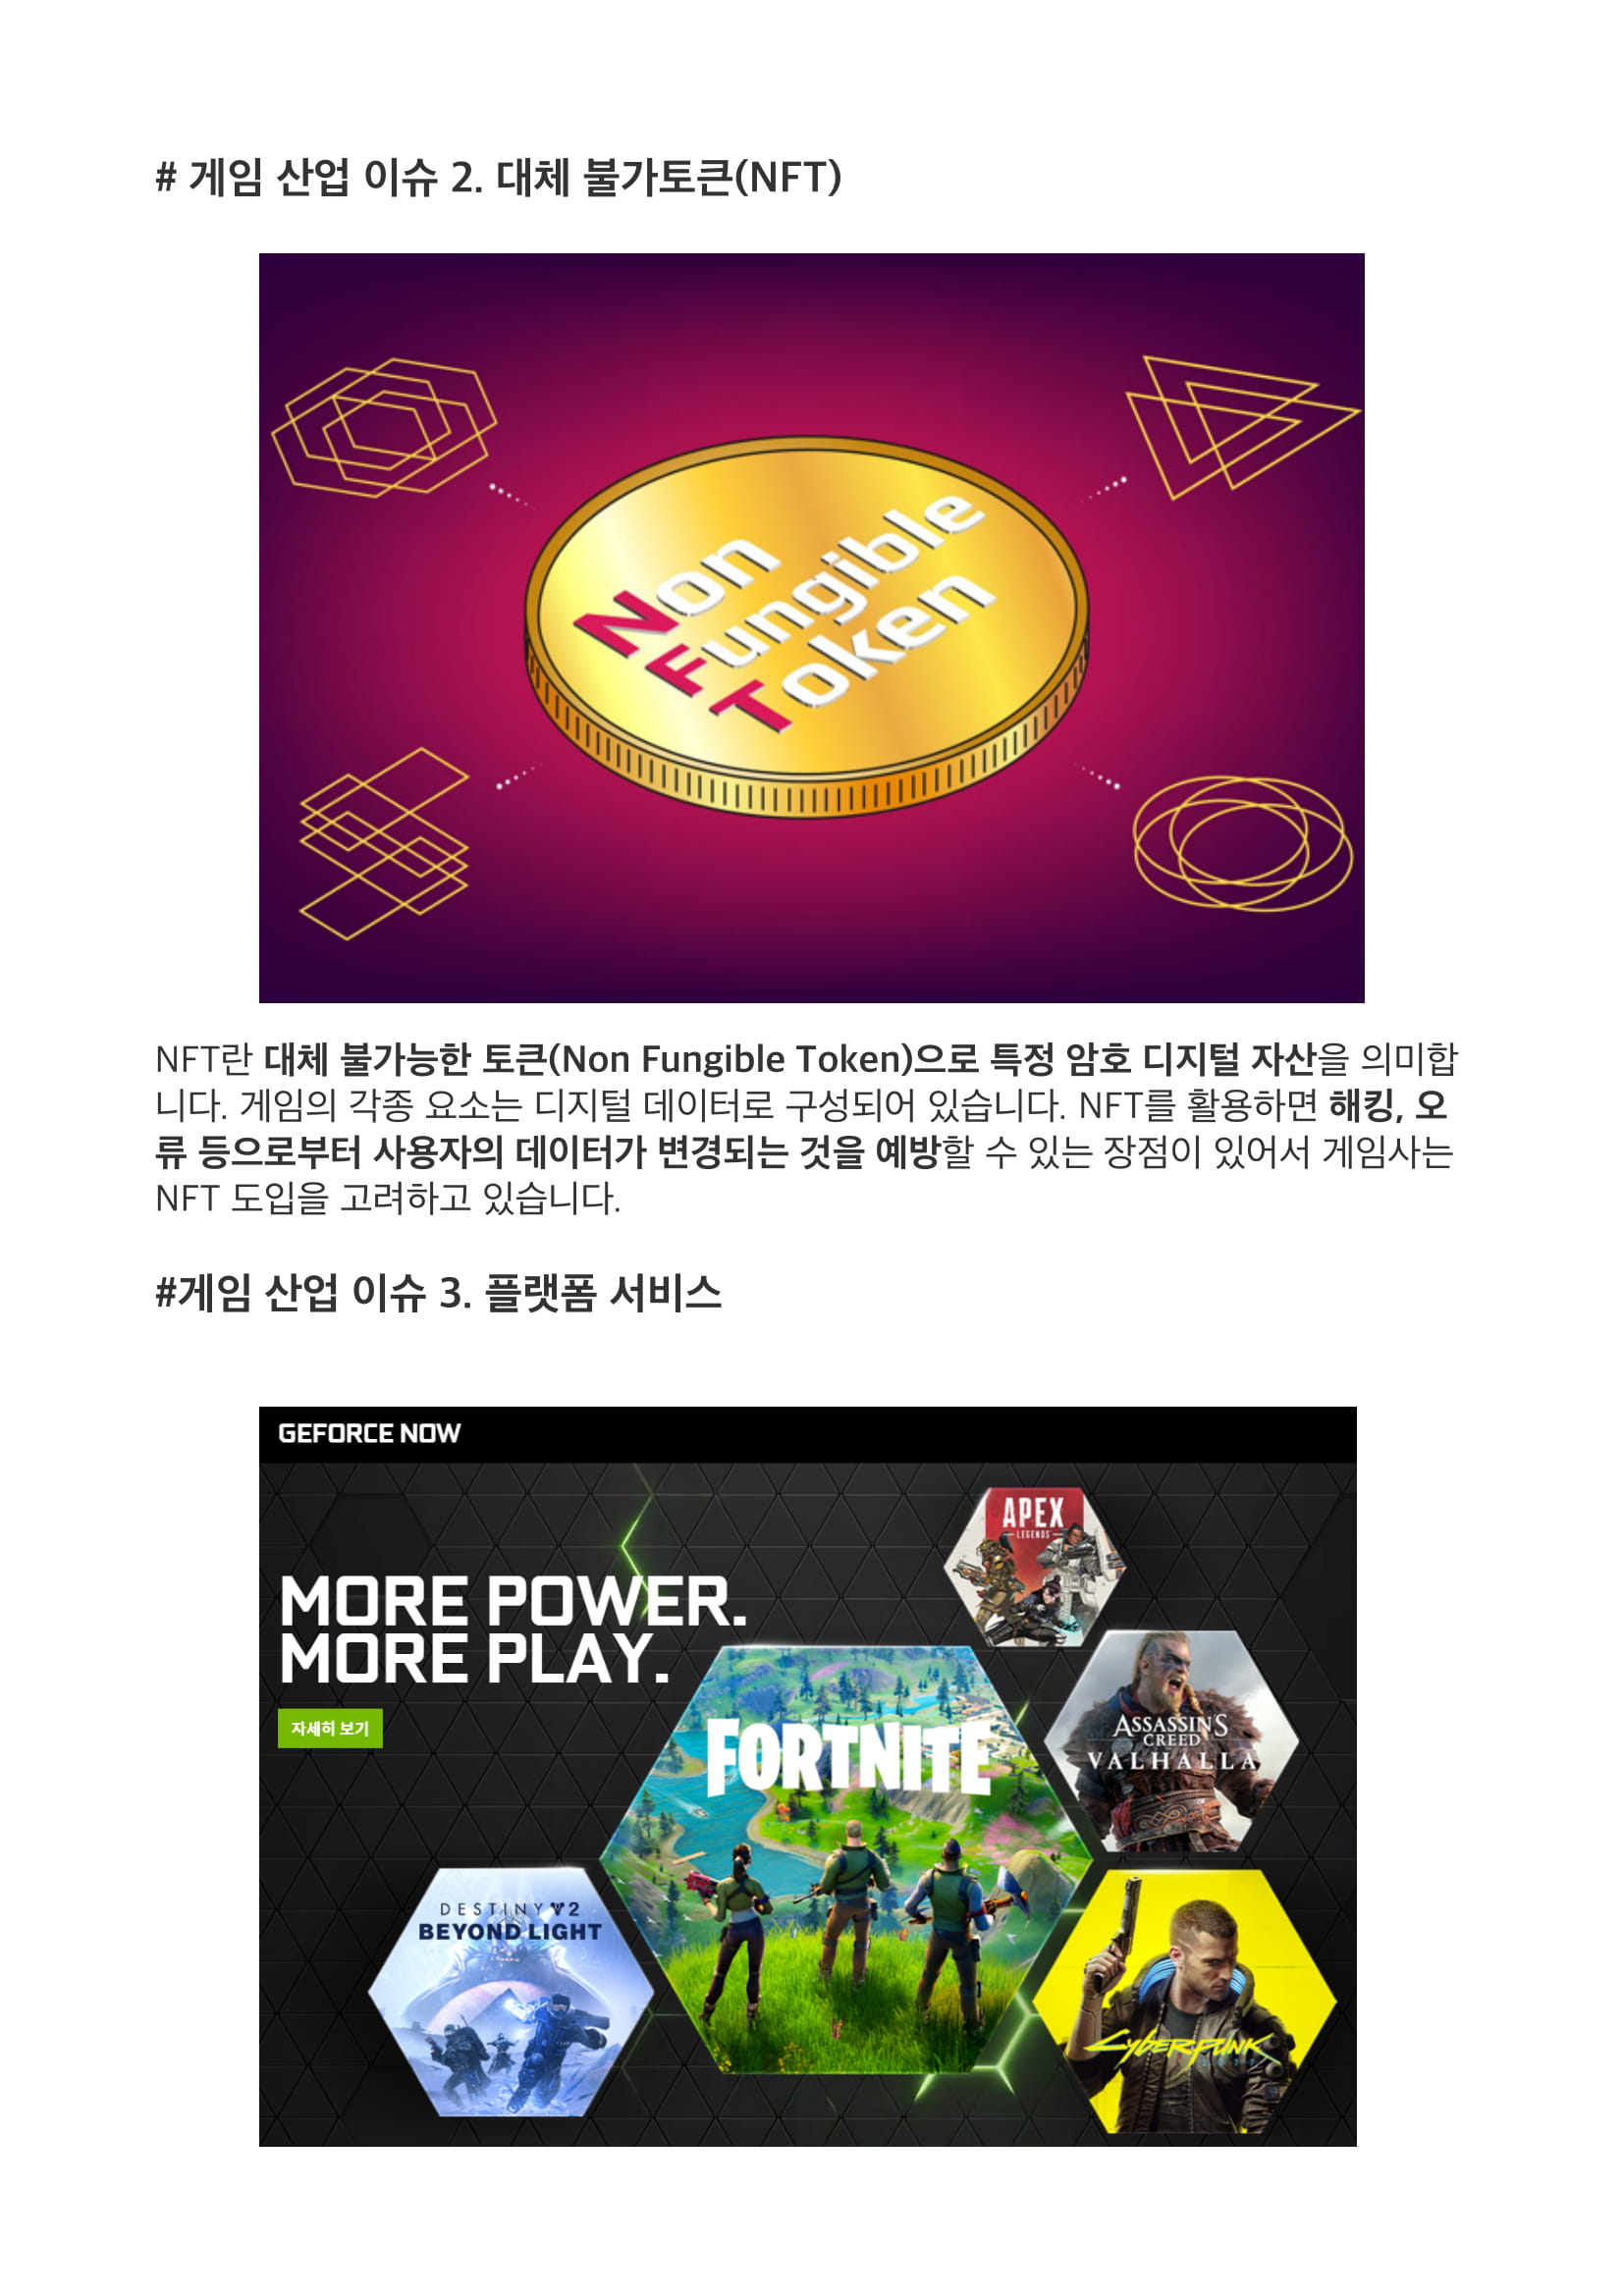 # 게임 산업 이슈 2. 대체 불가토큰(NFT)
Non
Fungible
Token
NFT란 대체 불가능한 토큰(Non Fungible Token)으로 특정 암호 디지털 자산을 의미합
니다. 게임의 각종 요소는 디지털 데이터로 구성되어 있습니다. NFT를 활용하면 해킹, 오
류 등으로부터 사용자의 데이터가 변경되는 것을 예방할 수 있는 장점이 있어서 게임사는
NFT 도입을 고려하고 있습니다.
#게임 산업 이슈 3. 플랫폼 서비스
GEFORCE NOW
MORE POWER.
MORE PLAY.
자세히 보기
APEX
LEGENDS
ASSASSIN'S
CREED
VALHALLA
FORTNITE
DESTINY 2
BEYOND LIGHT
Cyberpunk